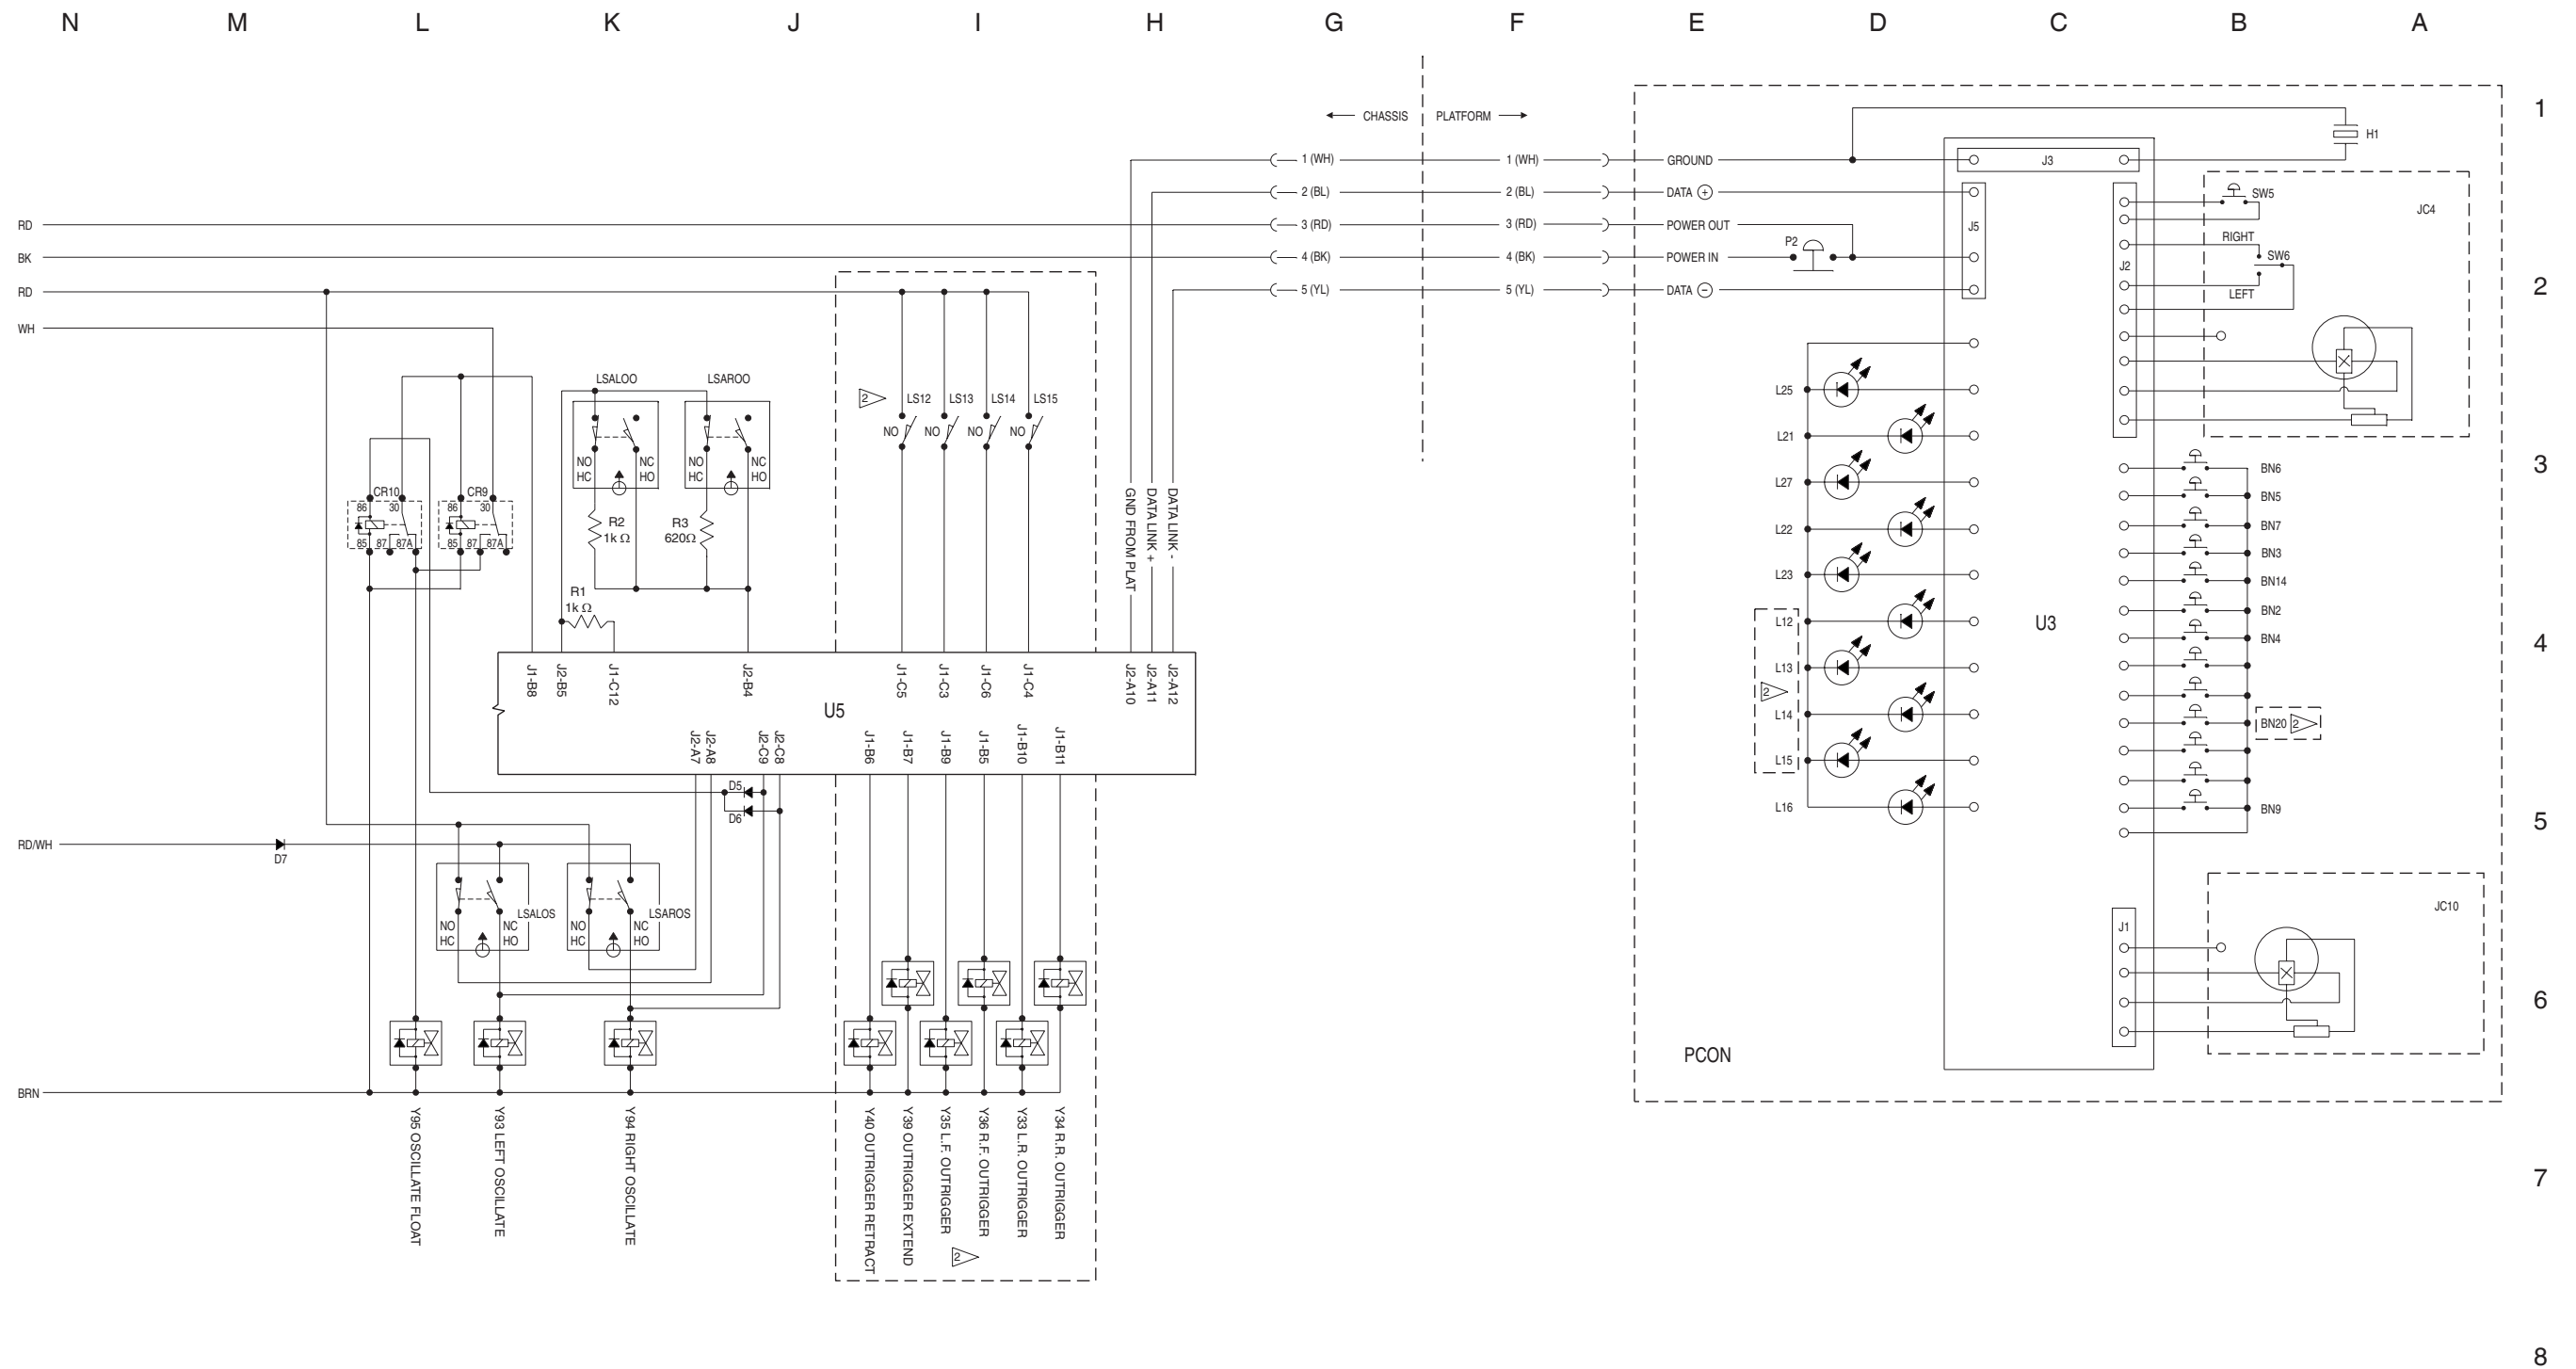 N M L K J I H G F E D C B A
1
CHASSIS PLATFORM
H1
1 (WH) 1 (WH) GROUND J3
2 (BL) 2 (BL) DATA + SW5
JC4
RD 3 (RD) 3 (RD) POWER OUT J5
RIGHT
P2
SW6
BK 4 (BK) 4 (BK) POWER IN
J2
2
RD 5 (YL) 5 (YL) DATA -
LEFT
WH
LSALOO LSAROO
L25
2 LS12 LS13 LS14 LS15
NO NO NO NO
L21
NO NC NO NC
HC HO HC HO
3
BN6
L27
CR10 CR9
BN5
86 30 86 30
R2 R3
1k Ω 620Ω
L22
BN7
85 87 87A 85 87 87A
GND FROM PLAT
DATA LINK +
DATA LINK -
BN3
L23
BN14
R1
1k Ω
BN2
L12
U3
BN4
4
J1-B8 J2-B5 J1-C12 J2-B4 J1-C5 J1-C3 J1-C6 J1-C4 J2-A10 J2-A11 J2-A12
L13
2
U5
L14
BN20 2
J2-A7 J2-A8 J2-C9 J2-C8 J1-B6 J1-B7 J1-B9 J1-B5 J1-B10 J1-B11
L15
D5
L16
BN9
D6
5
RD/WH
D7
JC10
LSALOS LSAROS
NO NC NO NC
HC HO HC HO
J1
6
PCON
BRN
Y95 OSCILLATE FLOAT
Y93 LEFT OSCILLATE
Y94 RIGHT OSCILLATE
Y40 OUTRIGGER RETRACT
Y39 OUTRIGGER EXTEND
Y35 L.F. OUTRIGGER
Y36 R.F. OUTRIGGER
Y33 L.R. OUTRIGGER
Y34 R.R. OUTRIGGER
7
2
8